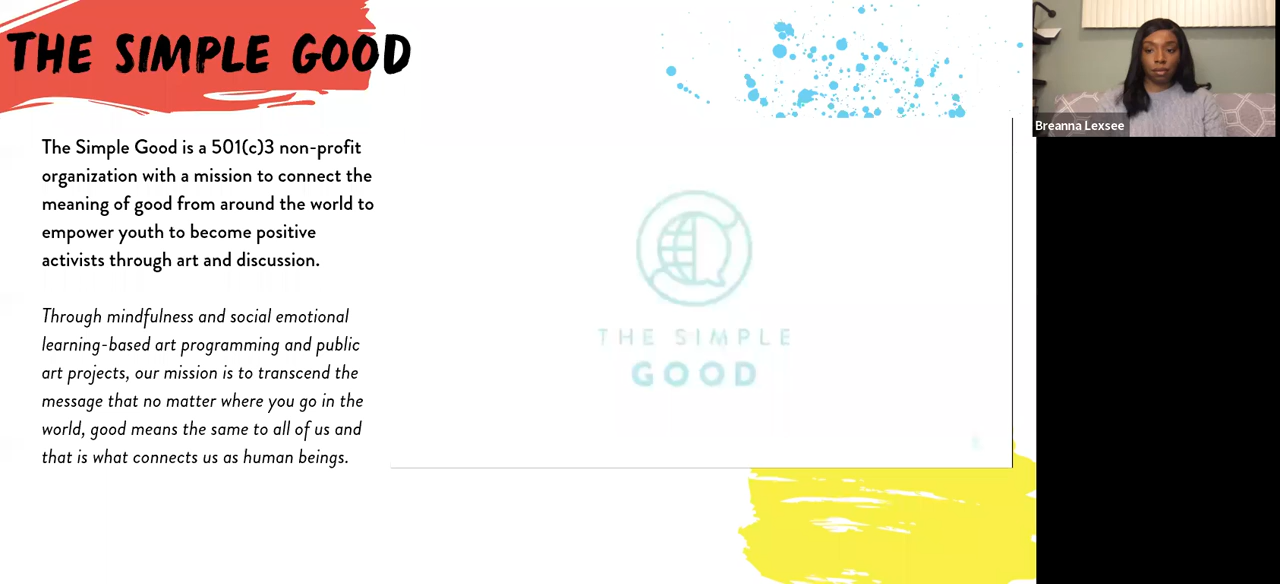 THE SIMPLE GOOD
The Simple Good is a 501(c)3 non-profit
organization with a mission to connect the
meaning of good from around the world to
empower youth to become positive
activists through art and discussion.
Through mindfulness and social emotional
learning-based art programming and public
art projects, our mission is to transcend the
message that no matter where you go in the
world, good means the same to all of us and
that is what connects us as human beings.
THE SIMPLE
GOOD
Breanna Lexsee